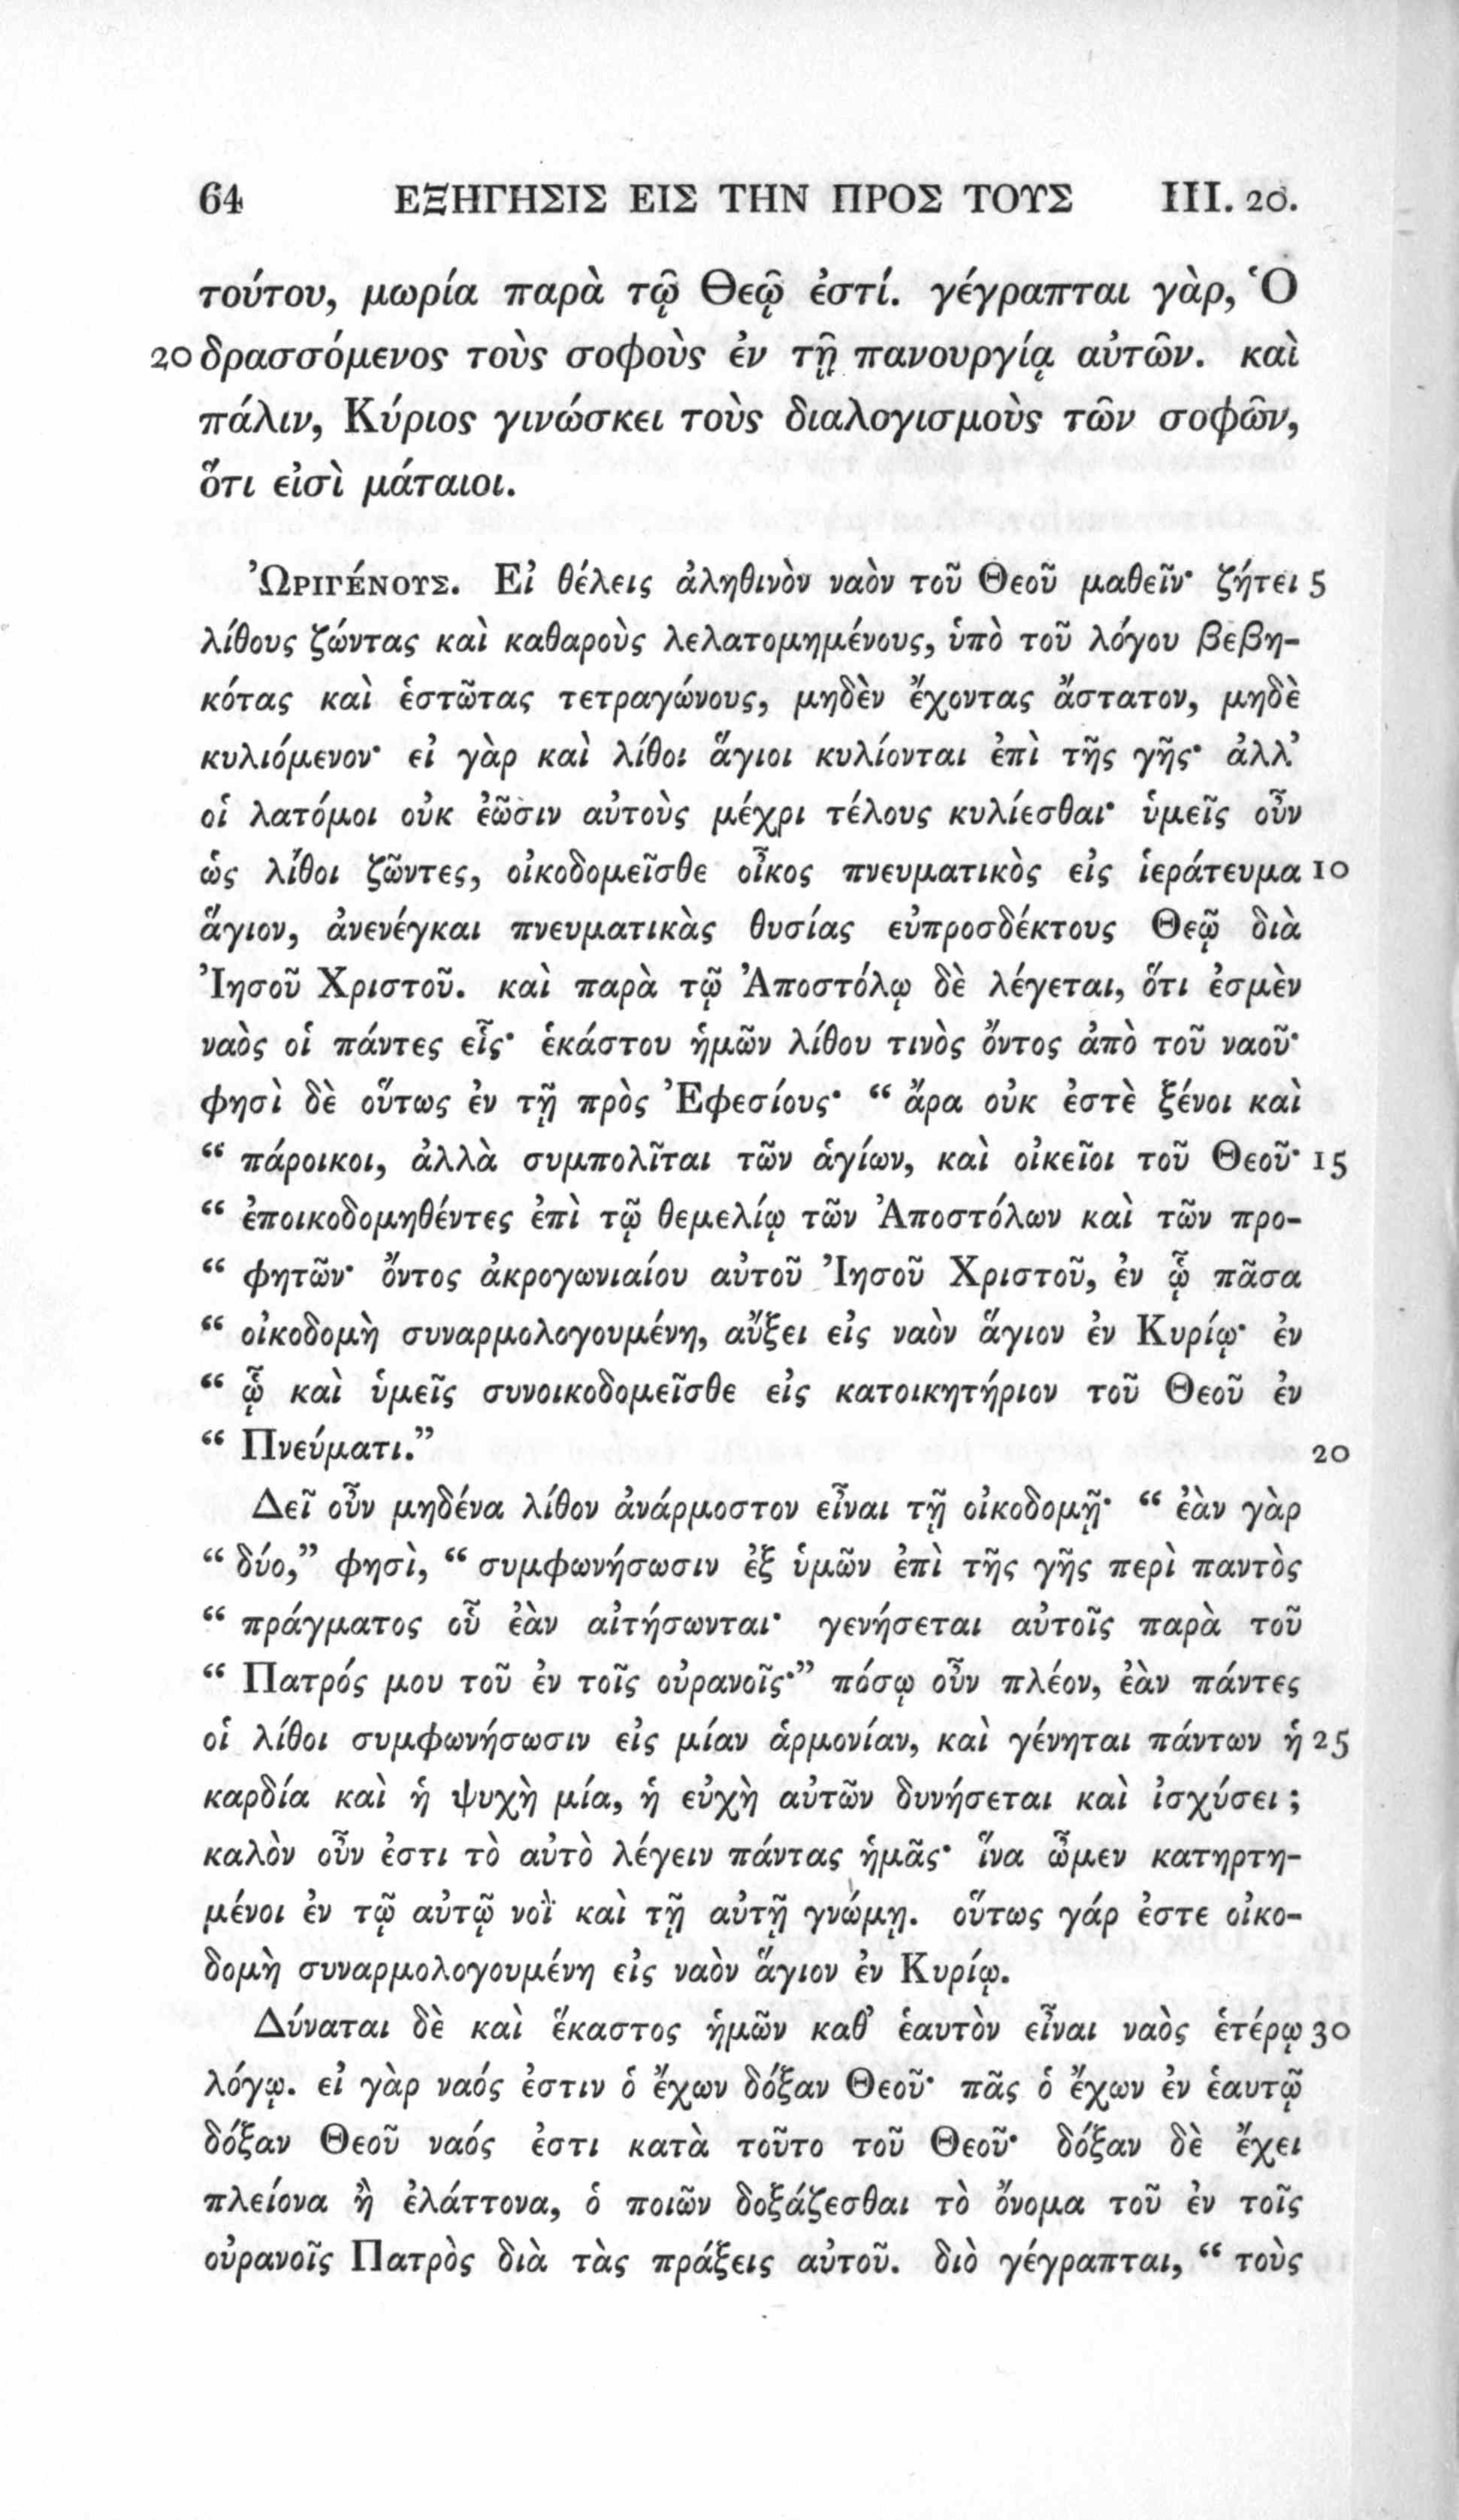 64 ΕΞΗΓΗΣΙΣ ΕΙΣ ΤΗΝ ΠΡΟΣ ΤΟΥΣ III. 20.
τούτου, μωρία παρὰ τῷ Θεῷ ἐστί. γέγραπται γὰρ, Ὁ
20 δρασσόμενος τοὺς σοφοὺς ἐν τῇ πανουργίᾳ αὐτῶν. καὶ
πάλιν, Κύριος γινώσκει τοὺς διαλογισμοὺς τῶν σοφῶν,
ὅτι εἰσὶ μάταιοι.
ὨΡΙΓΈΝΟΥΣ. Εἰ θέλεις ἀληθινὸν ναὸν τοῦ Θεοῦ μαθεῖν· ζήτει 5
λίθους ζώντας καὶ καθαροὺς λελατομημένους, ὑπὸ τοῦ λόγου βεβη-
κότας καὶ ἑστῶτας τετραγώνους, μηδὲν ἔχοντας ἄστατον, μηδὲ
κυλιόμενον· εἰ γὰρ καὶ λίθοι ἅγιοι κυλίονται ἐπὶ τῆς γῆς· ἀλλ’
οἱ λατόμοι οὐκ ἐῶσιν αὐτοὺς μέχρι τέλους κυλίεσθαι· ὑμεῖς οὖν
ὡς λίθοι ζῶντες, οἰκοδομεῖσθε οἶκος πνευματικὸς εἰς ἱεράτευμα 10
ἅγιον, ἀνενέγκαι πνευματικὰς θυσίας εὐπροσδέκτους Θεῷ διὰ
Ἰησοῦ Χριστοῦ. καὶ παρὰ τῷ Ἀποστόλῳ δὲ λέγεται, ὅτι ἐσμὲν
ναὸς οἱ πάντες εἷς· ἑκάστου ἡμῶν λίθου τινὸς ὄντος ἀπὸ τοῦ ναοῦ·
φησὶ δὲ οὕτως ἐν τῇ πρὸς Ἐφεσίους· “ ἄρα οὐκ ἐστὲ ξένοι καὶ
“ πάροικοι, ἀλλὰ συμπολῖται τῶν ἁγίων, καὶ οἰκεῖοι τοῦ Θεοῦ· 15
“ ἐποικοδομηθέντες ἐπὶ τῷ θεμελίῳ τῶν Ἀποστόλων καὶ τῶν προ-
“ φητῶν· ὄντος ἀκρογωνιαίου αὐτοῦ Ἰησοῦ Χριστοῦ, ἐν ᾧ πᾶσα
“ οἰκοδομὴ συναρμολογουμένη, αὔξει εἰς ναὸν ἅγιον ἐν Κυρίῳ· ἐν
“ ᾧ καὶ ὑμεῖς συνοικοδομεῖσθε εἰς κατοικητήριον τοῦ Θεοῦ ἐν
“ Πνεύματι.” 20
Δεῖ οὖν μηδένα λίθον ἀνάρμοστον εἶναι τῇ οἰκοδομῇ· “ ἐὰν γὰρ
“ δύο,” φησὶ, “ συμφωνήσωσιν ἐξ ὑμῶν ἐπὶ τῆς γῆς περὶ παντὸς
“ πράγματος οὗ ἐὰν αἰτήσωνται· γενήσεται αὐτοῖς παρὰ τοῦ
“ Πατρός μου τοῦ ἐν τοῖς οὐρανοῖς·” πόσῳ οὖν πλέον, ἐὰν πάντες
οἱ λίθοι συμφωνήσωσιν εἰς μίαν ἁρμονίαν, καὶ γένηται πάντων ἡ 25
καρδία καὶ ἡ ψυχὴ μία, ἡ εὐχὴ αὐτῶν δυνήσεται καὶ ἰσχύσει ;
καλὸν οὖν ἐστι τὸ αὐτὸ λέγειν πάντας ἡμᾶς· ἵνα ὦμεν κατηρτη-
μένοι ἐν τῷ αὐτῷ νοῒ καὶ τῇ αὐτῇ γνώμῃ. οὕτως γάρ ἐστε οἰκο-
δομὴ συναρμολογουμένη εἰς ναὸν ἅγιον ἐν Κυρίῳ.
Δύναται δὲ καὶ ἕκαστος ἡμῶν καθ’ ἑαυτὸν εἶναι ναὸς ἑτέρῳ 30
λόγῳ. εἰ γὰρ ναός ἐστιν ὁ ἔχων δόξαν Θεοῦ· πᾶς ὁ ἔχων ἐν ἑαυτῷ
δόξαν Θεοῦ ναός ἐστι κατὰ τοῦτο τοῦ Θεοῦ· δόξαν δὲ ἔχει
πλείονα ἢ ἐλάττονα, ὁ ποιῶν δοξάζεσθαι τὸ ὄνομα τοῦ ἐν τοῖς
οὐρανοῖς Πατρὸς διὰ τὰς πράξεις αὐτοῦ. διὸ γέγραπται, “ τοὺς